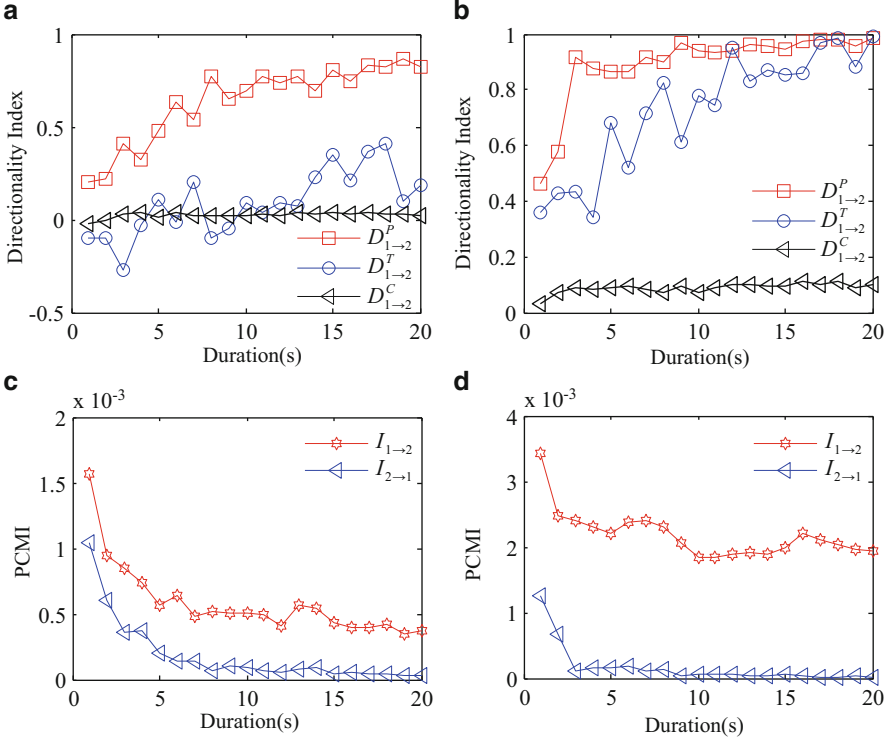 a
1
0.5
0
-0.5
Directionality Index
0 5 10 15 20
Duration(s)
D^P_{1→2}
D^T_{1→2}
D^C_{1→2}
b
1
0.8
0.6
0.4
0.2
0
Directionality Index
0 5 10 15 20
Duration(s)
D^P_{1→2}
D^T_{1→2}
D^C_{1→2}
c
x 10^{-3}
2
1.5
1
0.5
0
PCMI
0 5 10 15 20
Duration(s)
I_{1→2}
I_{2→1}
d
x 10^{-3}
4
3
2
1
0
PCMI
0 5 10 15 20
Duration(s)
I_{1→2}
I_{2→1}